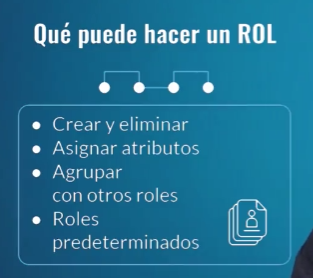 Qué puede hacer un ROL
● Crear y eliminar
● Asignar atributos
● Agrupar
con otros roles
● Roles
predeterminados